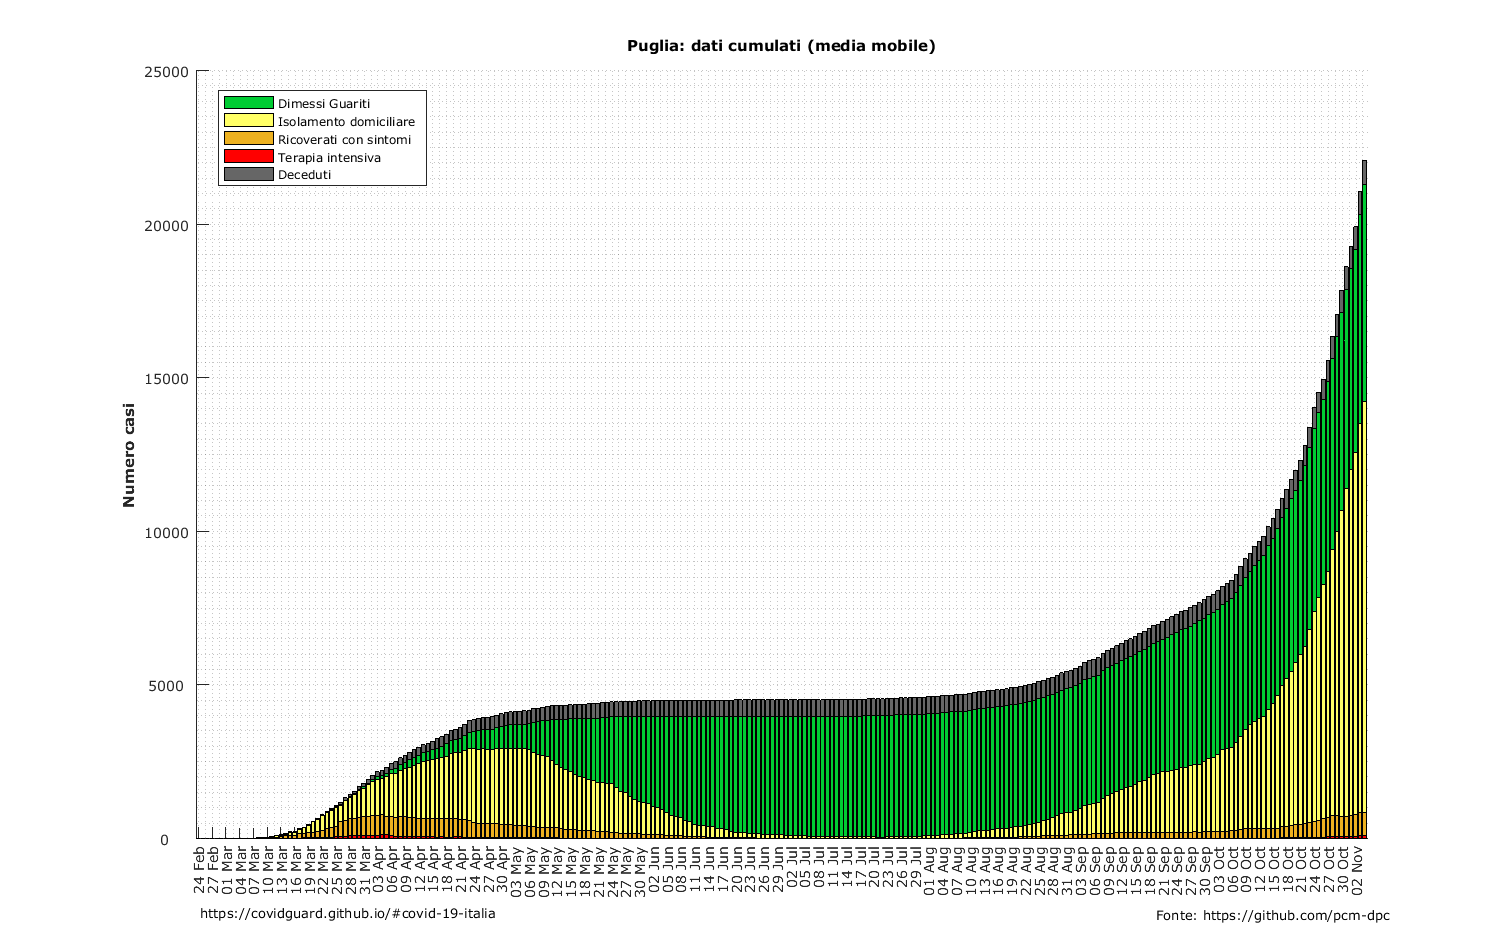 Puglia: dati cumulati (media mobile)
25000
20000
15000
10000
5000
0
Numero casi
Dimessi Guariti
Isolamento domiciliare
Ricoverati con sintomi
Terapia intensiva
Deceduti
24 Feb
27 Feb
01 Mar
04 Mar
07 Mar
10 Mar
13 Mar
16 Mar
19 Mar
22 Mar
25 Mar
28 Mar
31 Mar
03 Apr
06 Apr
09 Apr
12 Apr
15 Apr
18 Apr
21 Apr
24 Apr
27 Apr
30 Apr
03 May
06 May
09 May
12 May
15 May
18 May
21 May
24 May
27 May
30 May
02 Jun
05 Jun
08 Jun
11 Jun
14 Jun
17 Jun
20 Jun
23 Jun
26 Jun
29 Jun
02 Jul
05 Jul
08 Jul
11 Jul
14 Jul
17 Jul
20 Jul
23 Jul
26 Jul
29 Jul
01 Aug
04 Aug
07 Aug
10 Aug
13 Aug
16 Aug
19 Aug
22 Aug
25 Aug
28 Aug
31 Aug
03 Sep
06 Sep
09 Sep
12 Sep
15 Sep
18 Sep
21 Sep
24 Sep
27 Sep
30 Sep
03 Oct
06 Oct
09 Oct
12 Oct
15 Oct
18 Oct
21 Oct
24 Oct
27 Oct
30 Oct
02 Nov
https://covidguard.github.io/#covid-19-italia
Fonte: https://github.com/pcm-dpc